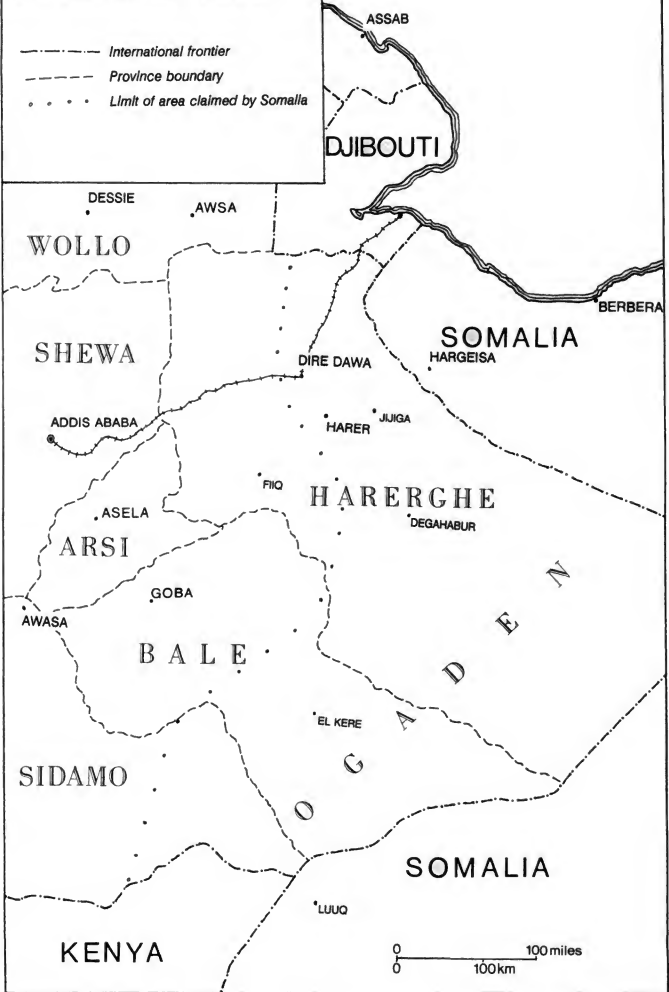 ASSAB
International frontier
Province boundary
Limit of area claimed by Somalia
DJIBOUTI
DESSIE
AWSA
WOLLO
BERBERA
SOMALIA
SHEWA
DIRE DAWA
HARGEISA
ADDIS ABABA
JIJIGA
HARER
FIIQ
HARERGHE
ASELA
DEGAHABUR
ARSI
GOBA
AWASA
BALE
OGADEN
EL KERE
SIDAMO
SOMALIA
LUUQ
KENYA
0 100 miles
0 100 km